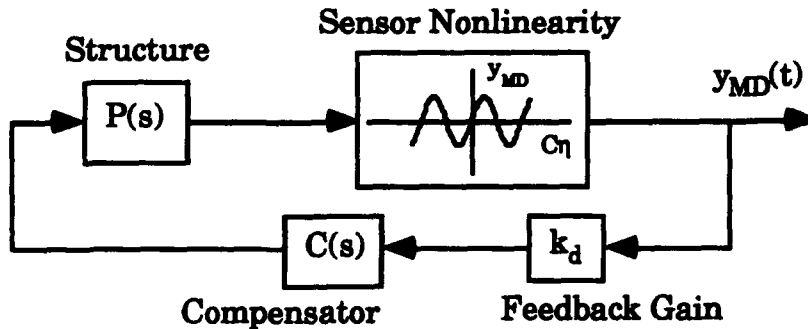 Sensor Nonlinearity
Structure
P(s)
y_MD
Cη
y_MD(t)
C(s)
k_d
Compensator
Feedback Gain